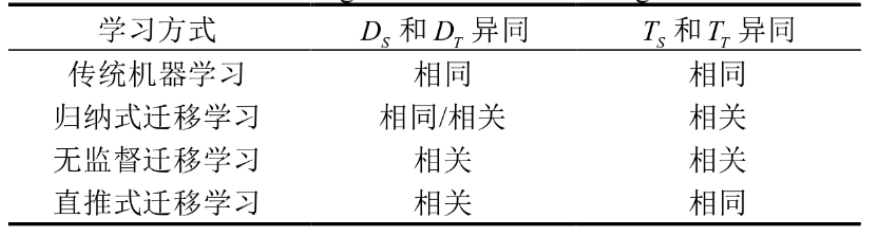 学习方式 D_S 和 D_T 异同 T_S 和 T_T 异同
传统机器学习 相同 相同
归纳式迁移学习 相同/相关 相关
无监督迁移学习 相关 相关
直推式迁移学习 相关 相同